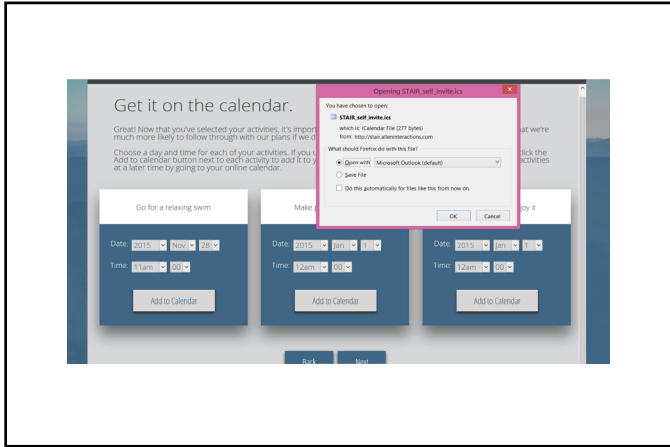 Get it on the calendar.
Great! Now that you've selected your activities, it's import
at we're
much more likely to follow through with our plans if we d
Choose a day and time for each of your activities. If you u
click the
Add to calendar button next to each activity to add it to y
activities
at a later time by going to your online calendar.
Opening STAIR_self_invite.ics
You have chosen to open:
STAIR_self_invite.ics
which is: iCalendar File (277 bytes)
from: http://stair.alleninteractions.com
What should Firefox do with this file?
Open with Microsoft Outlook (default)
Save File
Do this automatically for files like this from now on.
OK Cancel
Go for a relaxing swim
Make
joy it
Date: 2015 Nov 28
Time: 11am 00
Add to Calendar
Date: 2015 Jan 1
Time: 12am 00
Add to Calendar
Date: 2015 Jan 1
Time: 12am 00
Add to Calendar
Back Next